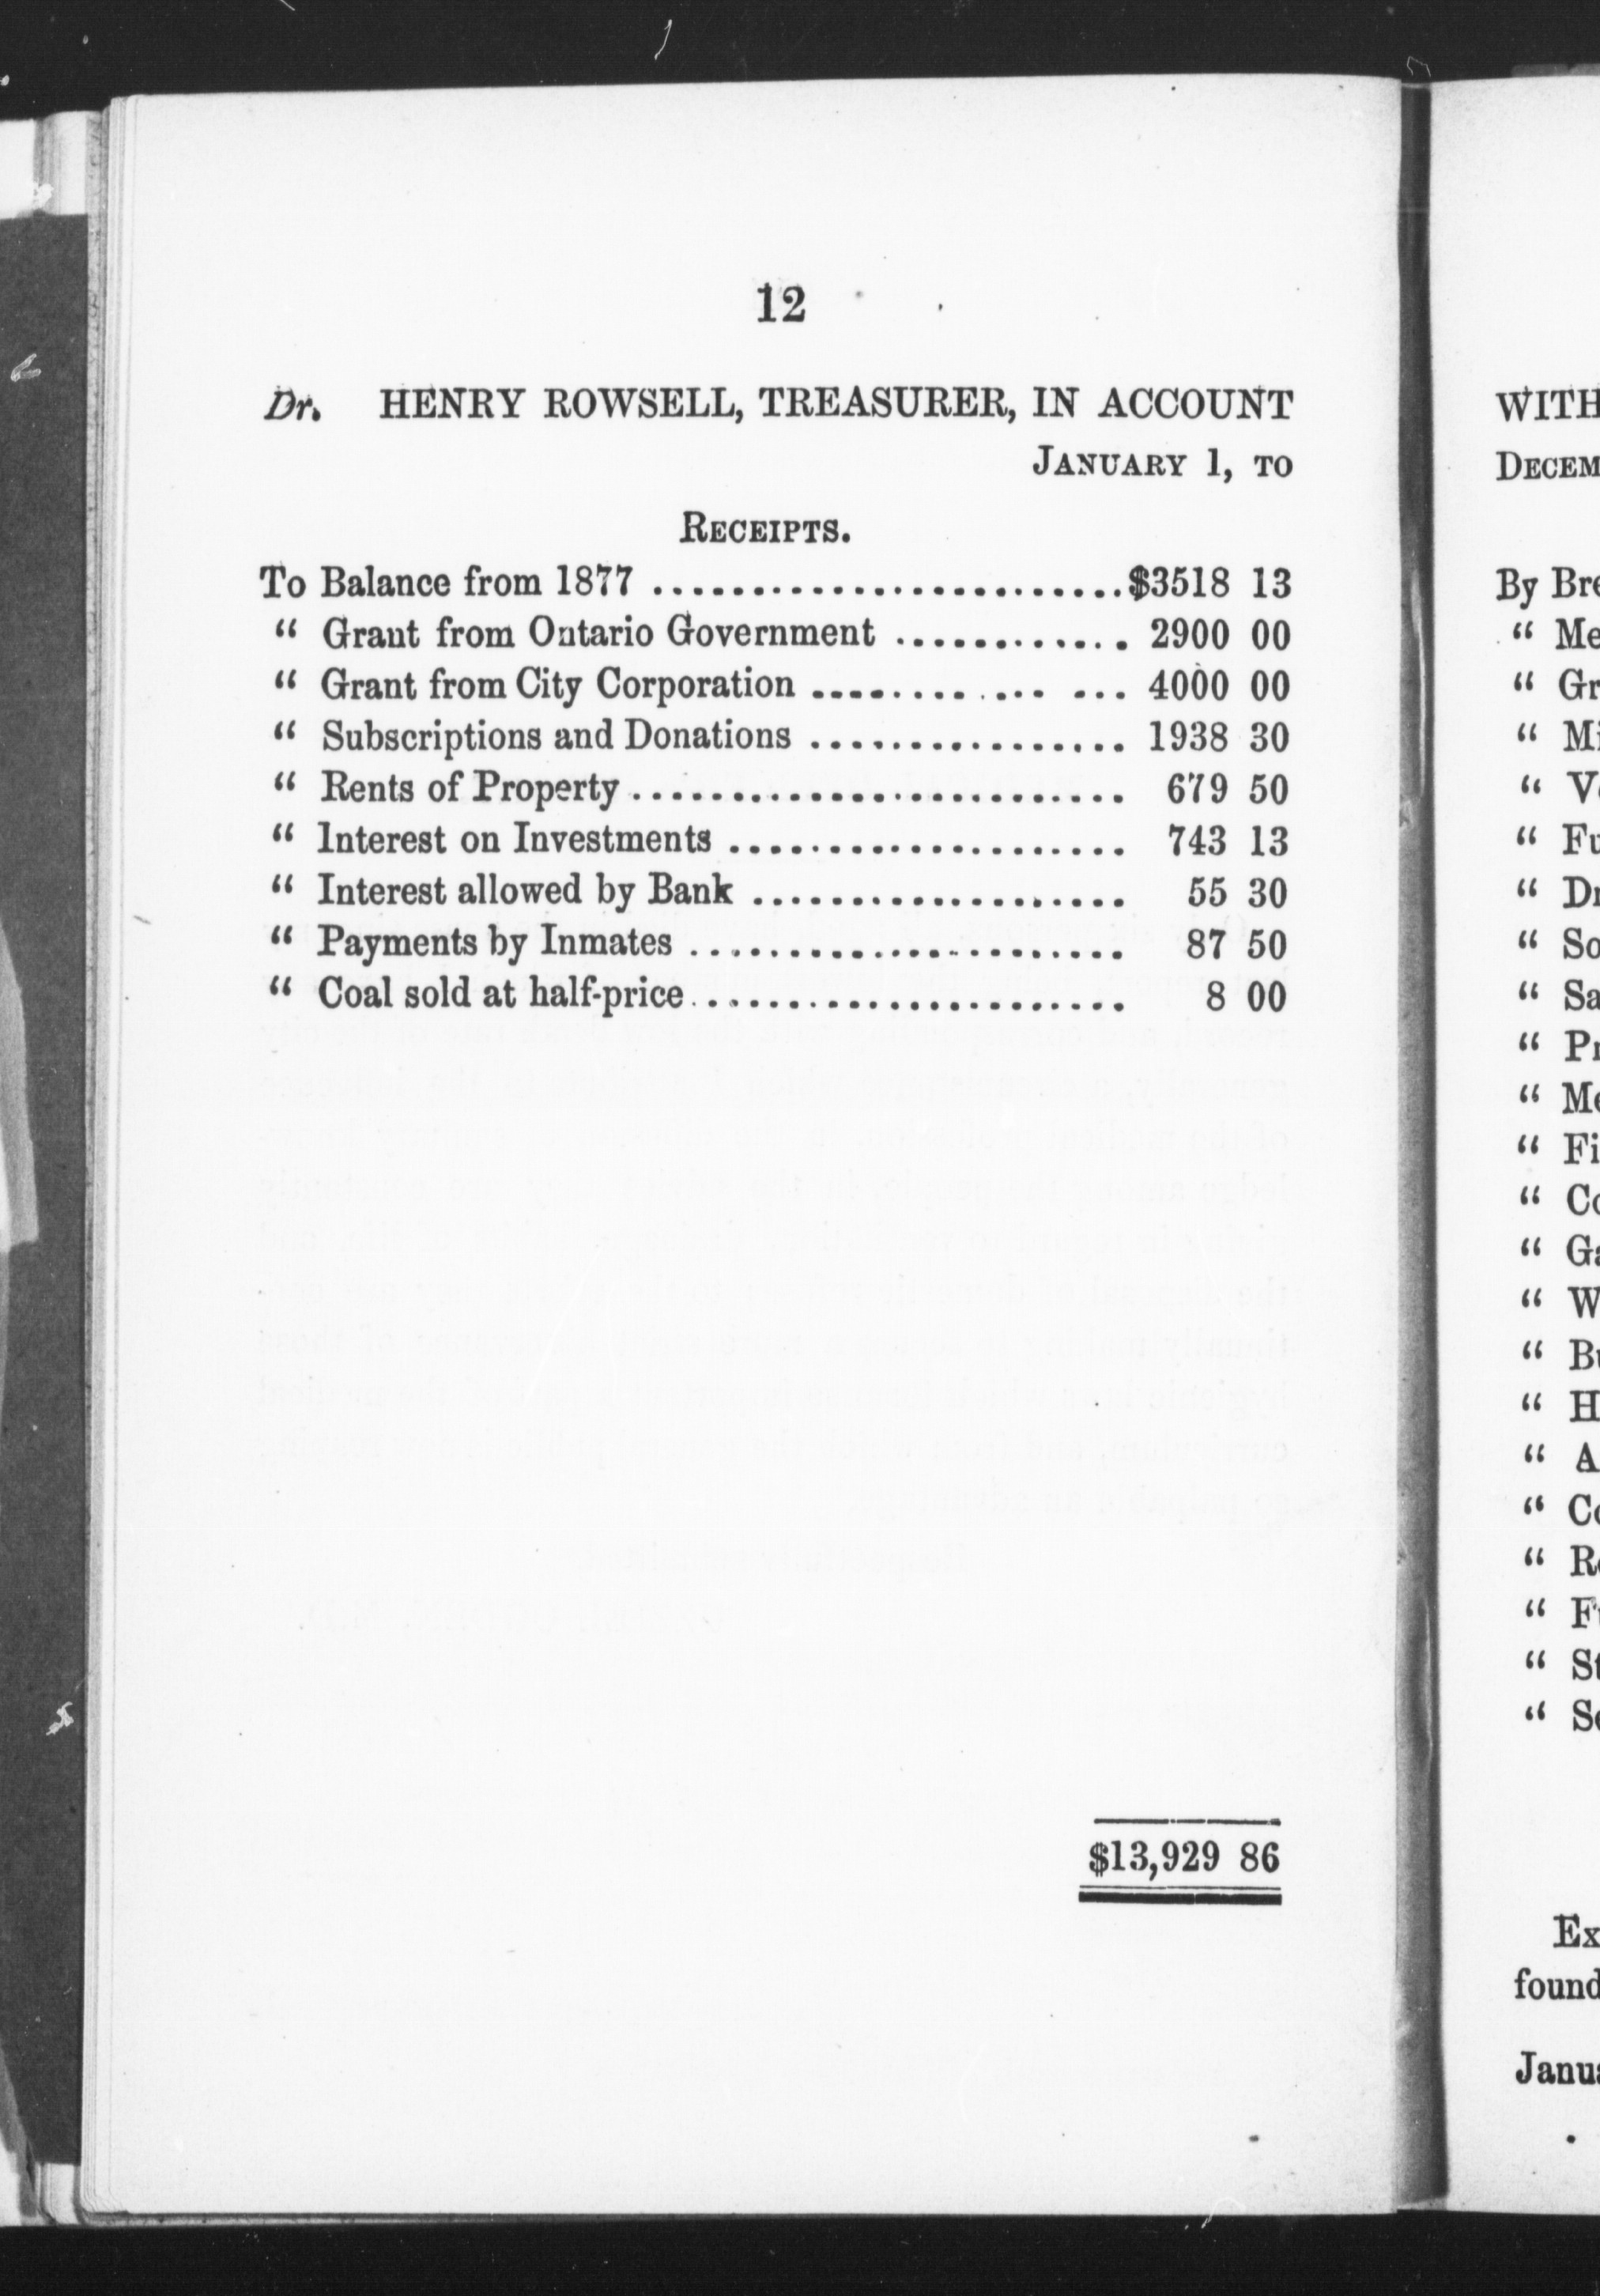 12
Dr. HENRY ROWSELL, TREASURER, IN ACCOUNT
JANUARY 1, TO
RECEIPTS.
To Balance from 1877 ........................$3518 13
“ Grant from Ontario Government ............ 2900 00
“ Grant from City Corporation ............ ... 4000 00
“ Subscriptions and Donations ................ 1938 30
“ Rents of Property ......................... 679 50
“ Interest on Investments .................... 743 13
“ Interest allowed by Bank ................... 55 30
“ Payments by Inmates ...................... 87 50
“ Coal sold at half-price ...................... 8 00
$13,929 86
WITH
DECEM
By Bre
“ Me
“ Gr
“ Mi
“ V
“ Fu
“ Dr
“ So
“ Sa
“ Pr
“ Me
“ Fi
“ Co
“ Ga
“ W
“ Bu
“ H
“ A
“ Co
“ Re
“ Fu
“ St
“ Se
Ex
found
Janua